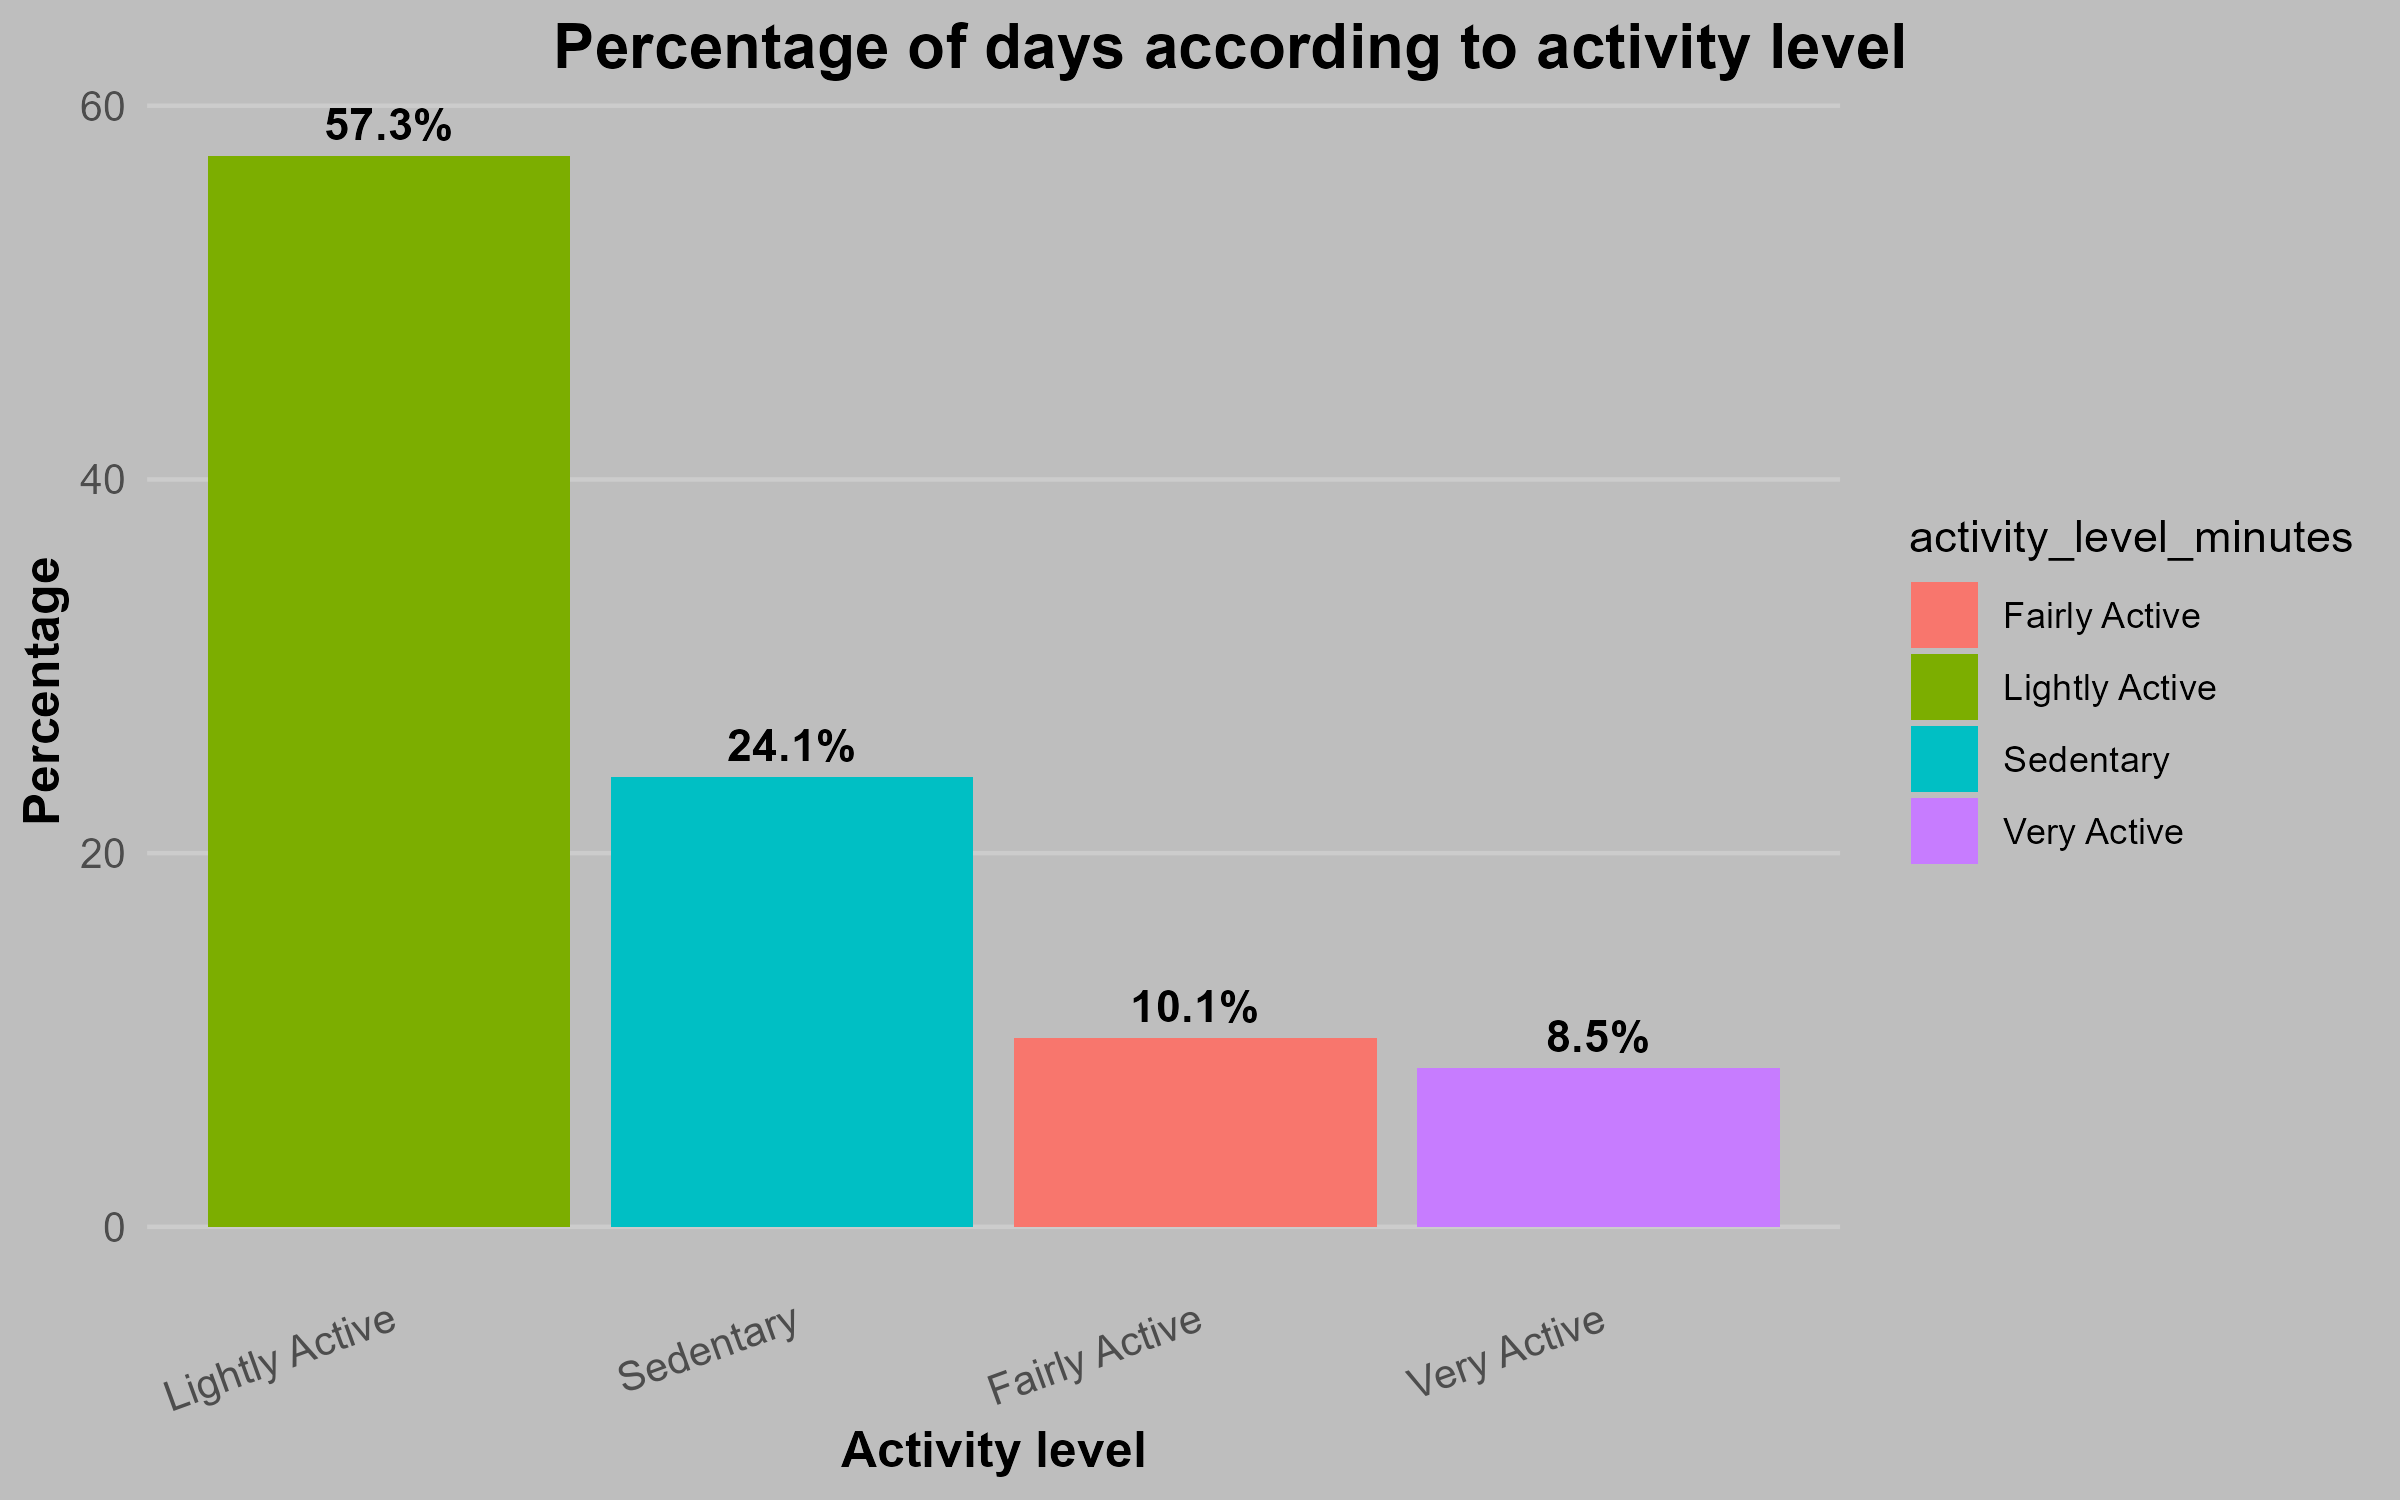 Percentage of days according to activity level
Percentage
60
40
20
0
57.3%
24.1%
10.1%
8.5%
Lightly Active
Sedentary
Fairly Active
Very Active
Activity level
activity_level_minutes
Fairly Active
Lightly Active
Sedentary
Very Active